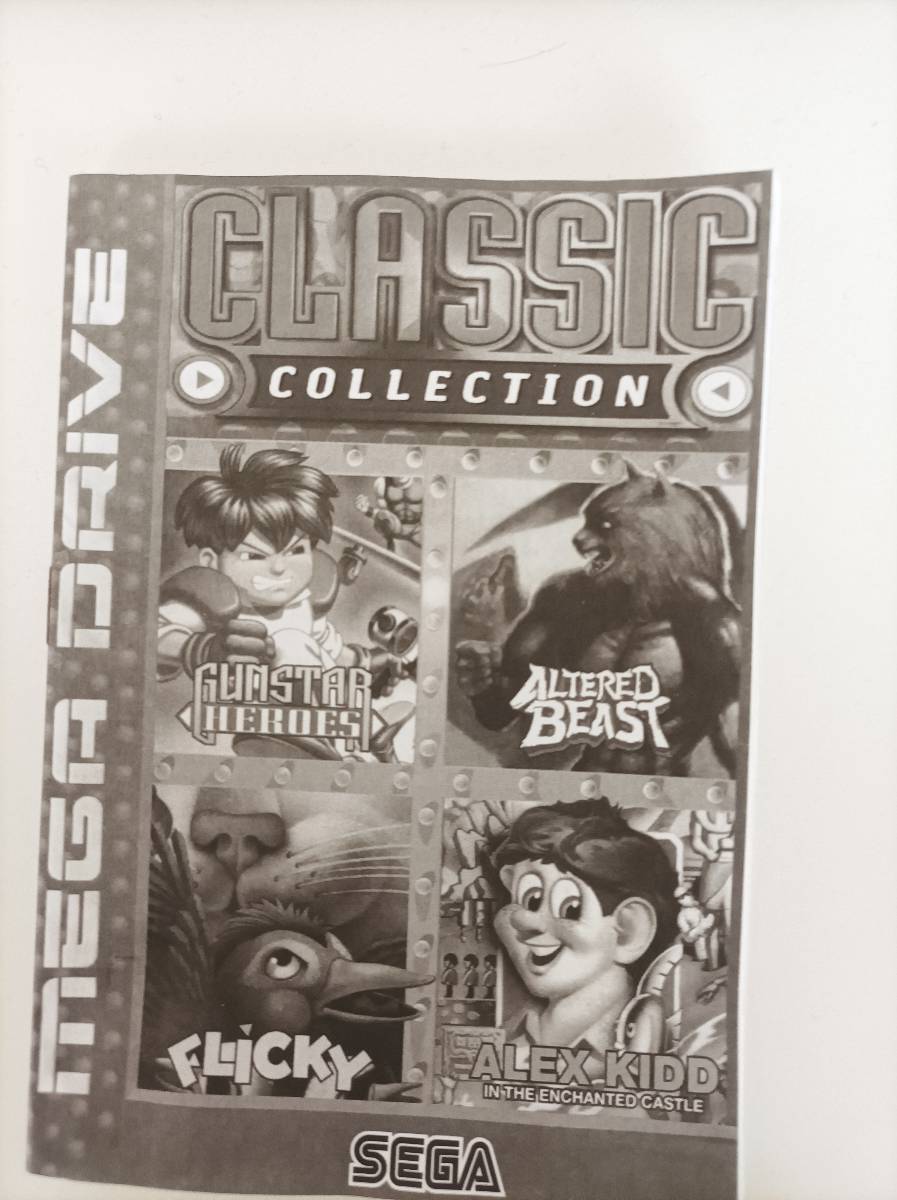 MEGA DRIVE
CLASSIC
COLLECTION
GUNSTAR
HEROES
ALTERED
BEAST
FLICKY
ALEX KIDD
IN THE ENCHANTED CASTLE
SEGA